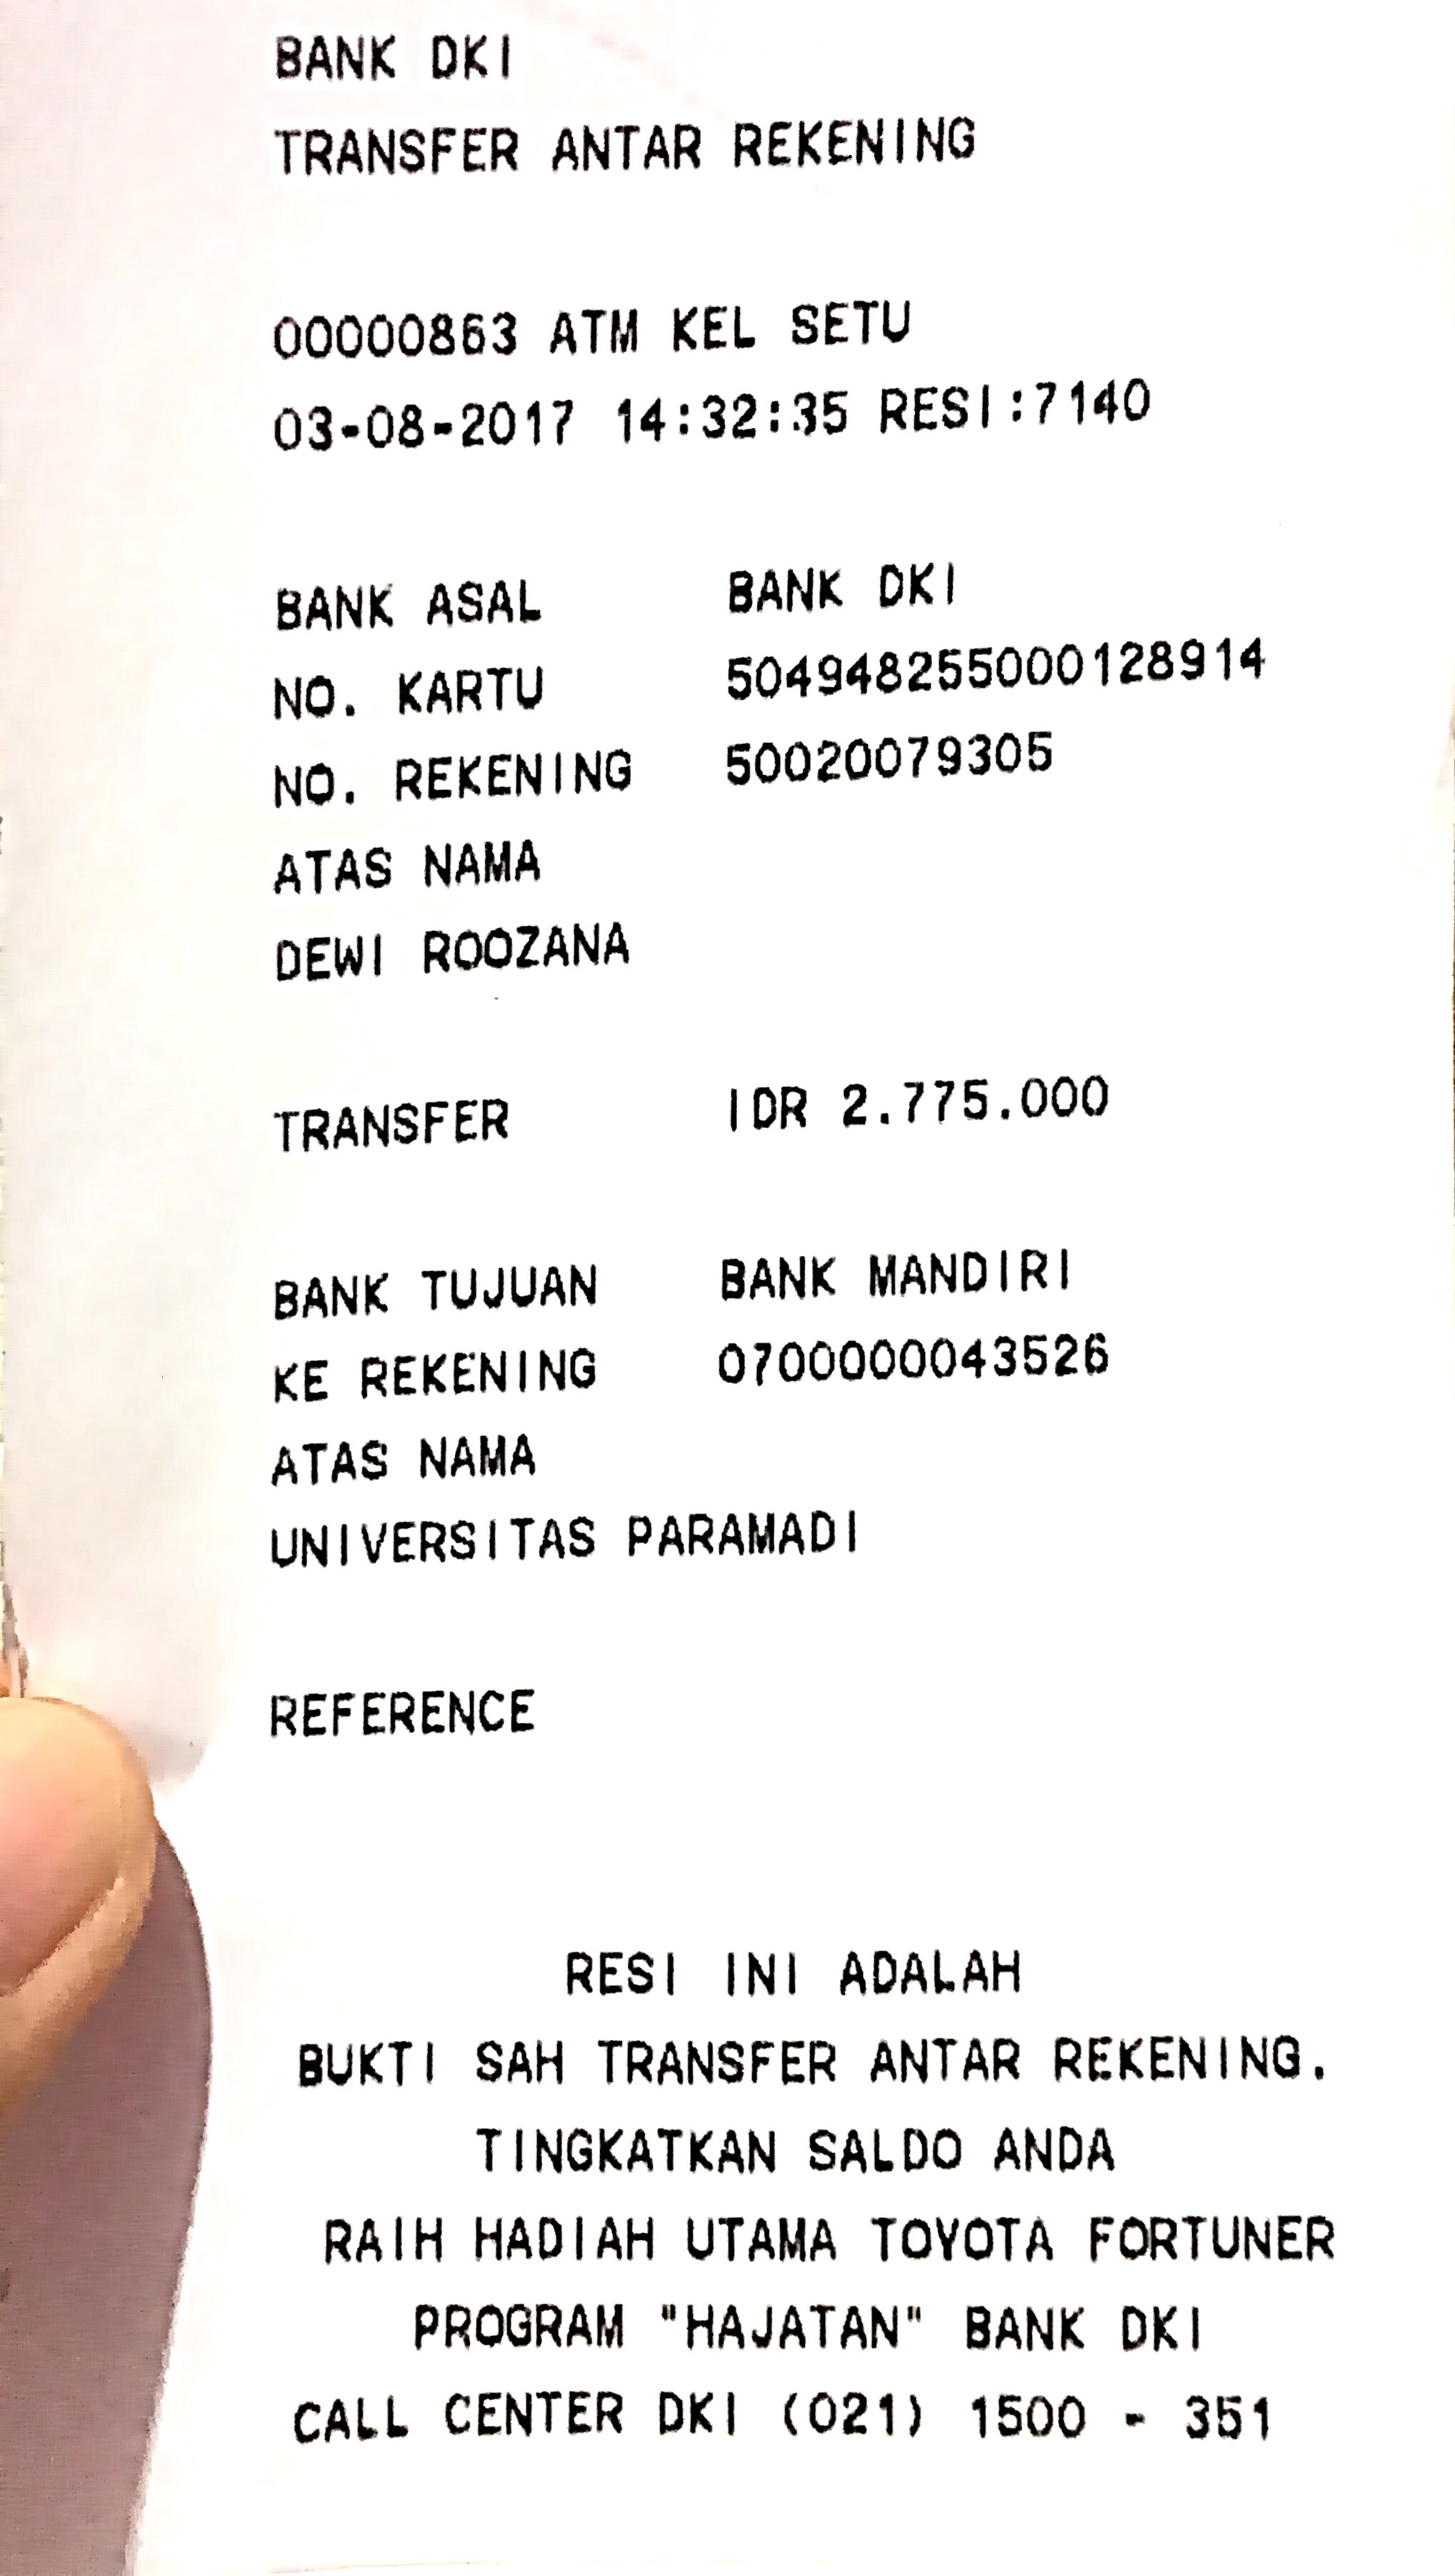 BANK DKI
TRANSFER ANTAR REKENING
00000863 ATM KEL SETU
03-08-2017 14:32:35 RESI:7140
BANK ASAL BANK DKI
NO. KARTU 504948255000128914
NO. REKENING 50020079305
ATAS NAMA
DEWI ROOZANA
TRANSFER IDR 2.775.000
BANK TUJUAN BANK MANDIRI
KE REKENING 0700000043526
ATAS NAMA
UNIVERSITAS PARAMADI
REFERENCE
RESI INI ADALAH
BUKTI SAH TRANSFER ANTAR REKENING.
TINGKATKAN SALDO ANDA
RAIH HADIAH UTAMA TOYOTA FORTUNER
PROGRAM "HAJATAN" BANK DKI
CALL CENTER DKI (021) 1500 - 351